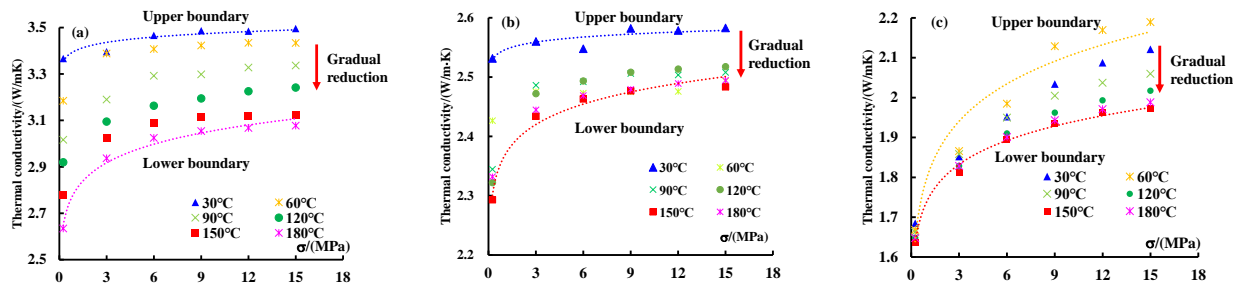 (a)
Upper boundary
Gradual
reduction
Lower boundary
30℃
60℃
90℃
120℃
150℃
180℃
σ/(MPa)
Thermal conductivity/(W/mK)
3.5
3.3
3.1
2.9
2.7
2.5
0 3 6 9 12 15 18
(b)
Upper boundary
Gradual
reduction
Lower boundary
30℃
60℃
90℃
120℃
150℃
180℃
σ/(MPa)
Thermal conductivity/(W/mK)
2.6
2.5
2.4
2.3
2.2
0 3 6 9 12 15 18
(c)
Upper boundary
Gradual
reduction
Lower boundary
30℃
60℃
90℃
120℃
150℃
180℃
σ/(MPa)
Thermal conductivity/(W/mK)
2.2
2.1
2.0
1.9
1.8
1.7
1.6
0 3 6 9 12 15 18